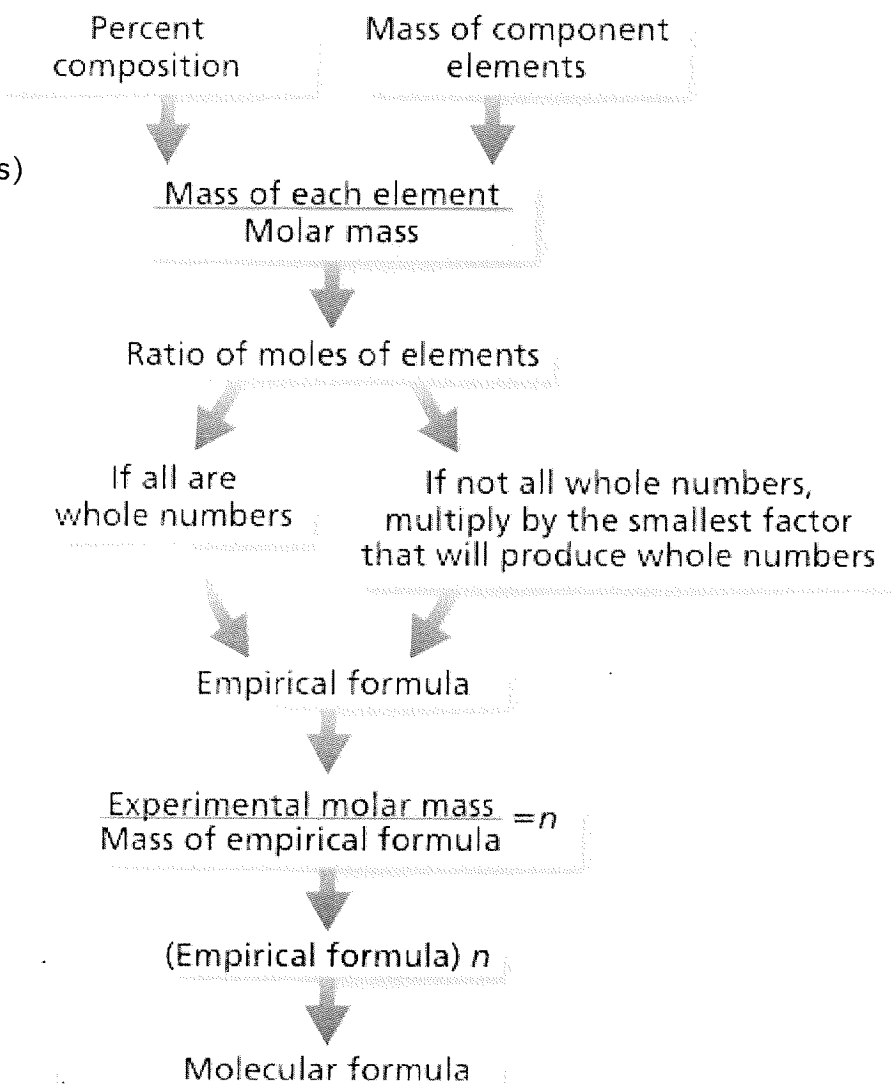 Percent
composition
Mass of component
elements
s)
Mass of each element
Molar mass
Ratio of moles of elements
If all are
whole numbers
If not all whole numbers,
multiply by the smallest factor
that will produce whole numbers
Empirical formula
Experimental molar mass
Mass of empirical formula
=n
(Empirical formula) n
Molecular formula